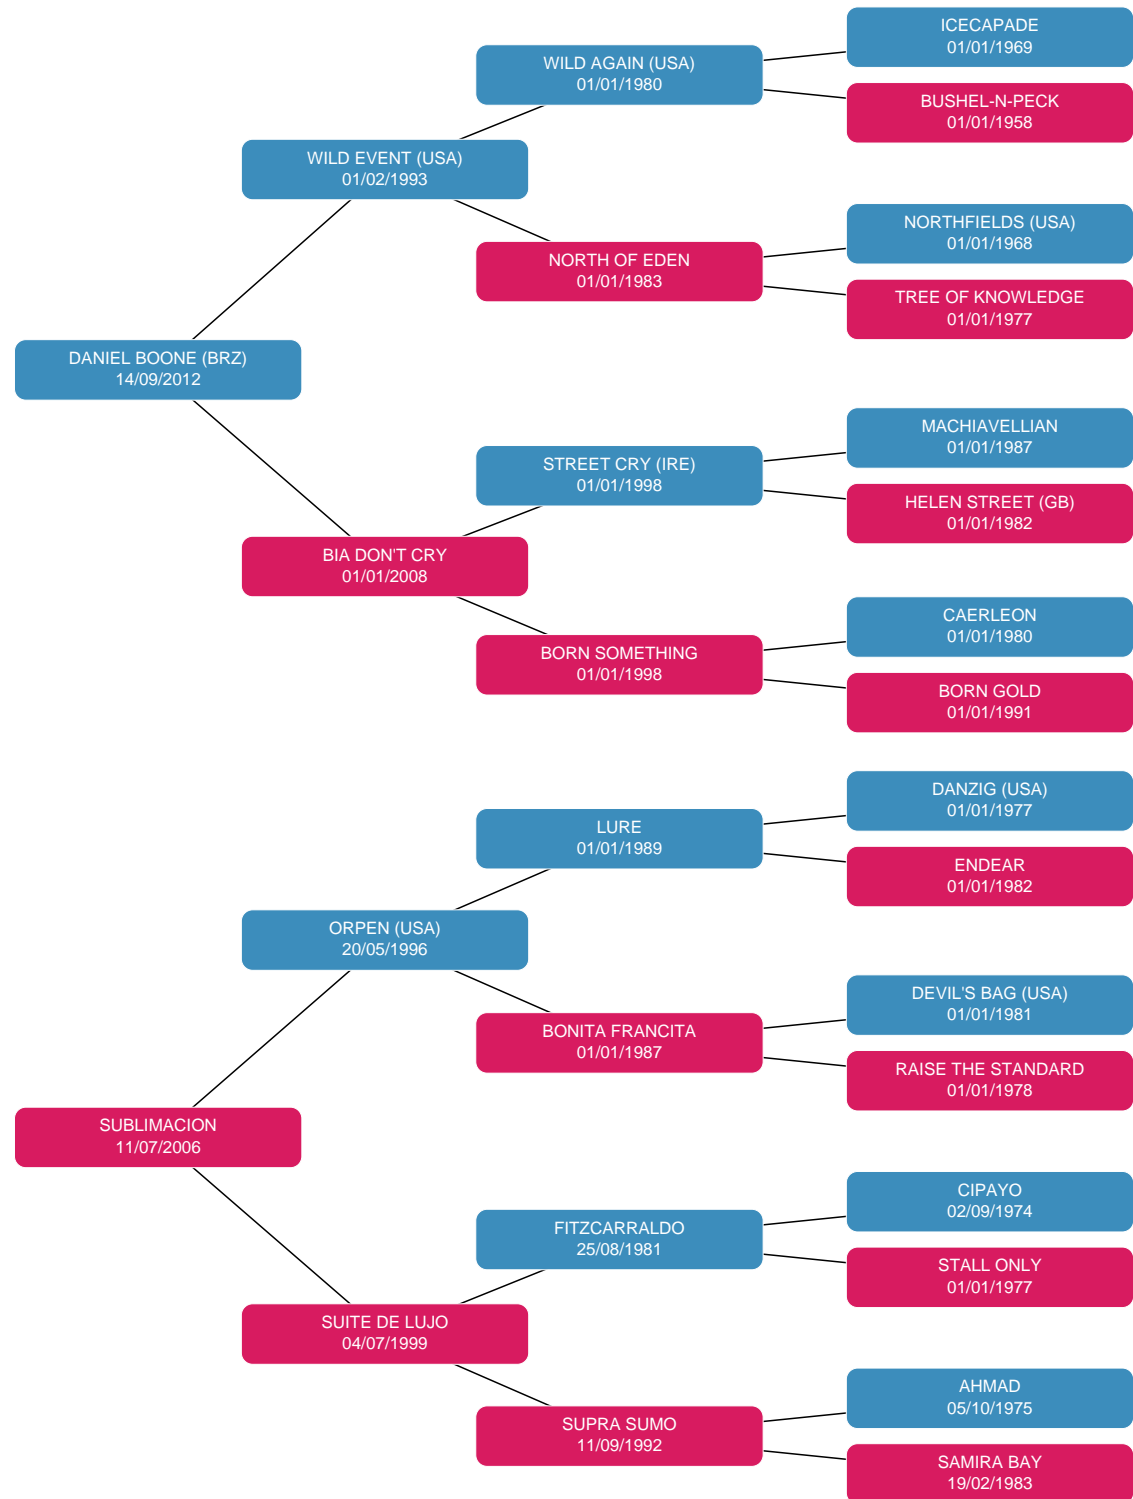 ICECAPADE
01/01/1969
WILD AGAIN (USA)
01/01/1980
BUSHEL-N-PECK
01/01/1958
WILD EVENT (USA)
01/02/1993
NORTHFIELDS (USA)
01/01/1968
NORTH OF EDEN
01/01/1983
TREE OF KNOWLEDGE
01/01/1977
DANIEL BOONE (BRZ)
14/09/2012
MACHIAVELLIAN
01/01/1987
STREET CRY (IRE)
01/01/1998
HELEN STREET (GB)
01/01/1982
BIA DON'T CRY
01/01/2008
CAERLEON
01/01/1980
BORN SOMETHING
01/01/1998
BORN GOLD
01/01/1991
DANZIG (USA)
01/01/1977
LURE
01/01/1989
ENDEAR
01/01/1982
ORPEN (USA)
20/05/1996
DEVIL'S BAG (USA)
01/01/1981
BONITA FRANCITA
01/01/1987
RAISE THE STANDARD
01/01/1978
SUBLIMACION
11/07/2006
CIPAYO
02/09/1974
FITZCARRALDO
25/08/1981
STALL ONLY
01/01/1977
SUITE DE LUJO
04/07/1999
AHMAD
05/10/1975
SUPRA SUMO
11/09/1992
SAMIRA BAY
19/02/1983